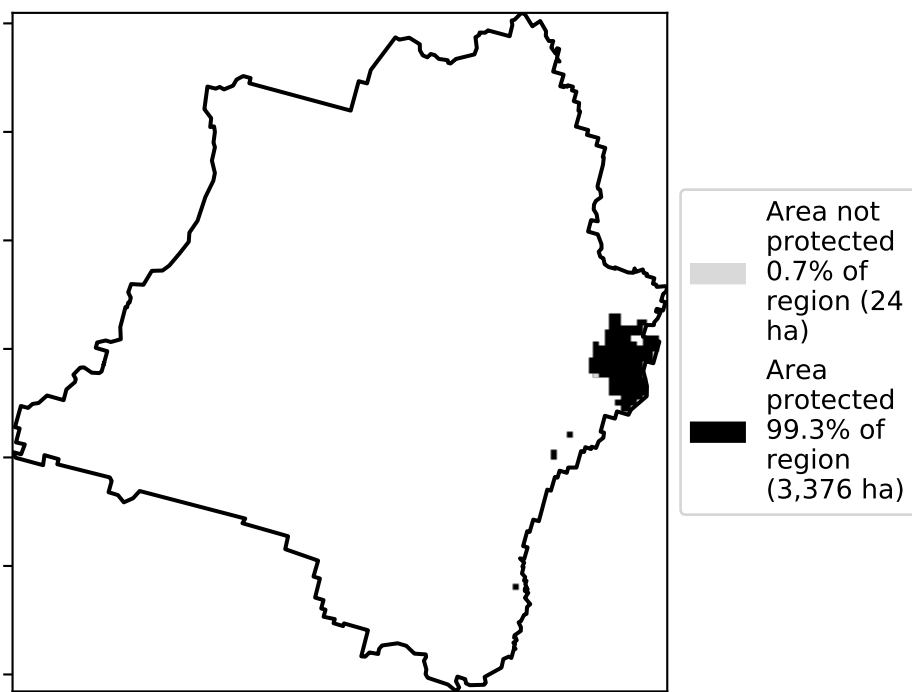 Area not
protected
0.7% of
region (24
ha)
Area
protected
99.3% of
region
(3,376 ha)